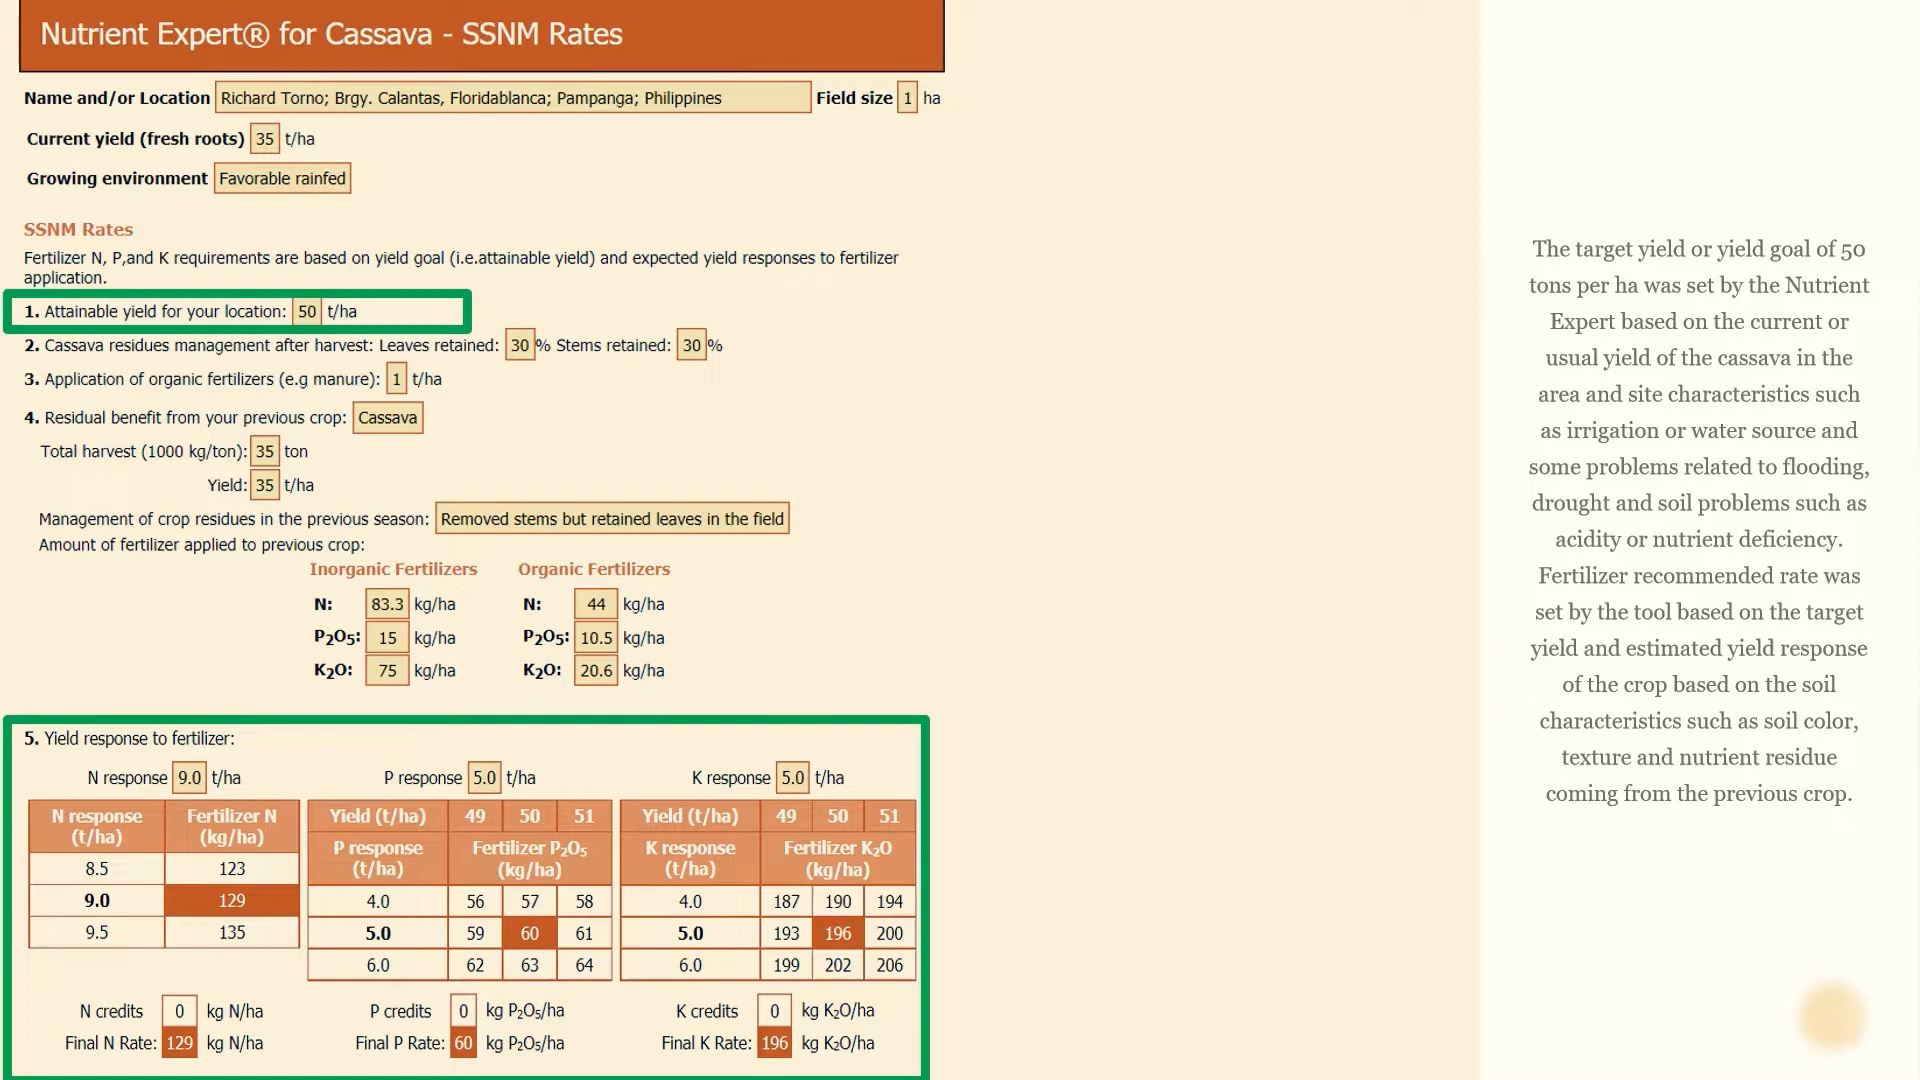 Nutrient Expert® for Cassava - SSNM Rates
Name and/or Location Richard Torno; Brgy. Calantas, Floridablanca; Pampanga; Philippines Field size 1 ha
Current yield (fresh roots) 35 t/ha
Growing environment Favorable rainfed
SSNM Rates
Fertilizer N, P,and K requirements are based on yield goal (i.e.attainable yield) and expected yield responses to fertilizer
application.
1. Attainable yield for your location: 50 t/ha
2. Cassava residues management after harvest: Leaves retained: 30 % Stems retained: 30 %
3. Application of organic fertilizers (e.g manure): 1 t/ha
4. Residual benefit from your previous crop: Cassava
Total harvest (1000 kg/ton): 35 ton
Yield: 35 t/ha
Management of crop residues in the previous season: Removed stems but retained leaves in the field
Amount of fertilizer applied to previous crop:
Inorganic Fertilizers Organic Fertilizers
N: 83.3 kg/ha N: 44 kg/ha
P₂O₅: 15 kg/ha P₂O₅: 10.5 kg/ha
K₂O: 75 kg/ha K₂O: 20.6 kg/ha
5. Yield response to fertilizer:
N response 9.0 t/ha P response 5.0 t/ha K response 5.0 t/ha
N response Fertilizer N
(t/ha) (kg/ha)
8.5 123
9.0 129
9.5 135
Yield (t/ha) 49 50 51
P response Fertilizer P₂O₅
(t/ha) (kg/ha)
4.0 56 57 58
5.0 59 60 61
6.0 62 63 64
Yield (t/ha) 49 50 51
K response Fertilizer K₂O
(t/ha) (kg/ha)
4.0 187 190 194
5.0 193 196 200
6.0 199 202 206
N credits 0 kg N/ha P credits 0 kg P₂O₅/ha K credits 0 kg K₂O/ha
Final N Rate: 129 kg N/ha Final P Rate: 60 kg P₂O₅/ha Final K Rate: 196 kg K₂O/ha
The target yield or yield goal of 50
tons per ha was set by the Nutrient
Expert based on the current or
usual yield of the cassava in the
area and site characteristics such
as irrigation or water source and
some problems related to flooding,
drought and soil problems such as
acidity or nutrient deficiency.
Fertilizer recommended rate was
set by the tool based on the target
yield and estimated yield response
of the crop based on the soil
characteristics such as soil color,
texture and nutrient residue
coming from the previous crop.